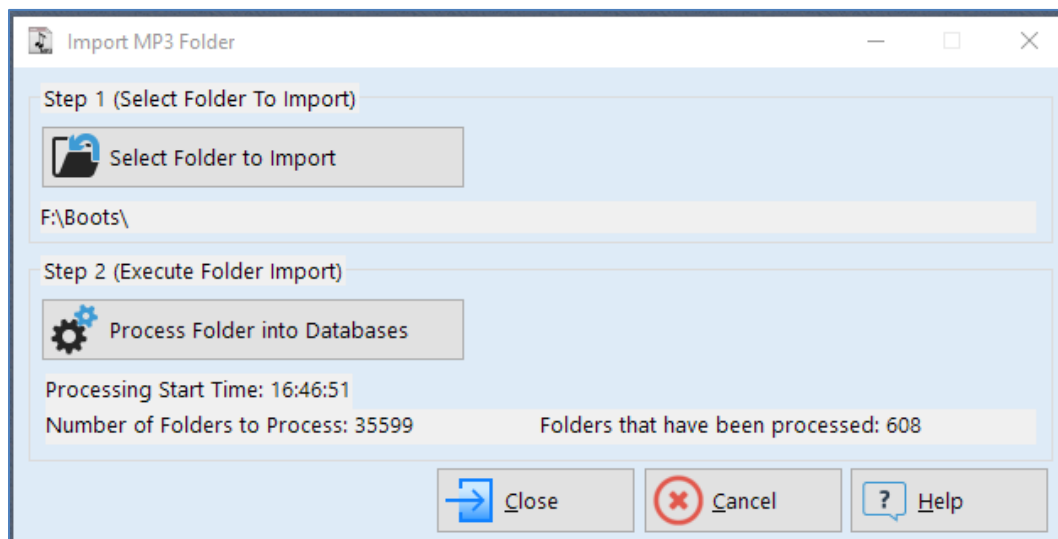 Import MP3 Folder
Step 1 (Select Folder To Import)
Select Folder to Import
F:\Boots\
Step 2 (Execute Folder Import)
Process Folder into Databases
Processing Start Time: 16:46:51
Number of Folders to Process: 35599 Folders that have been processed: 608
Close Cancel ? Help